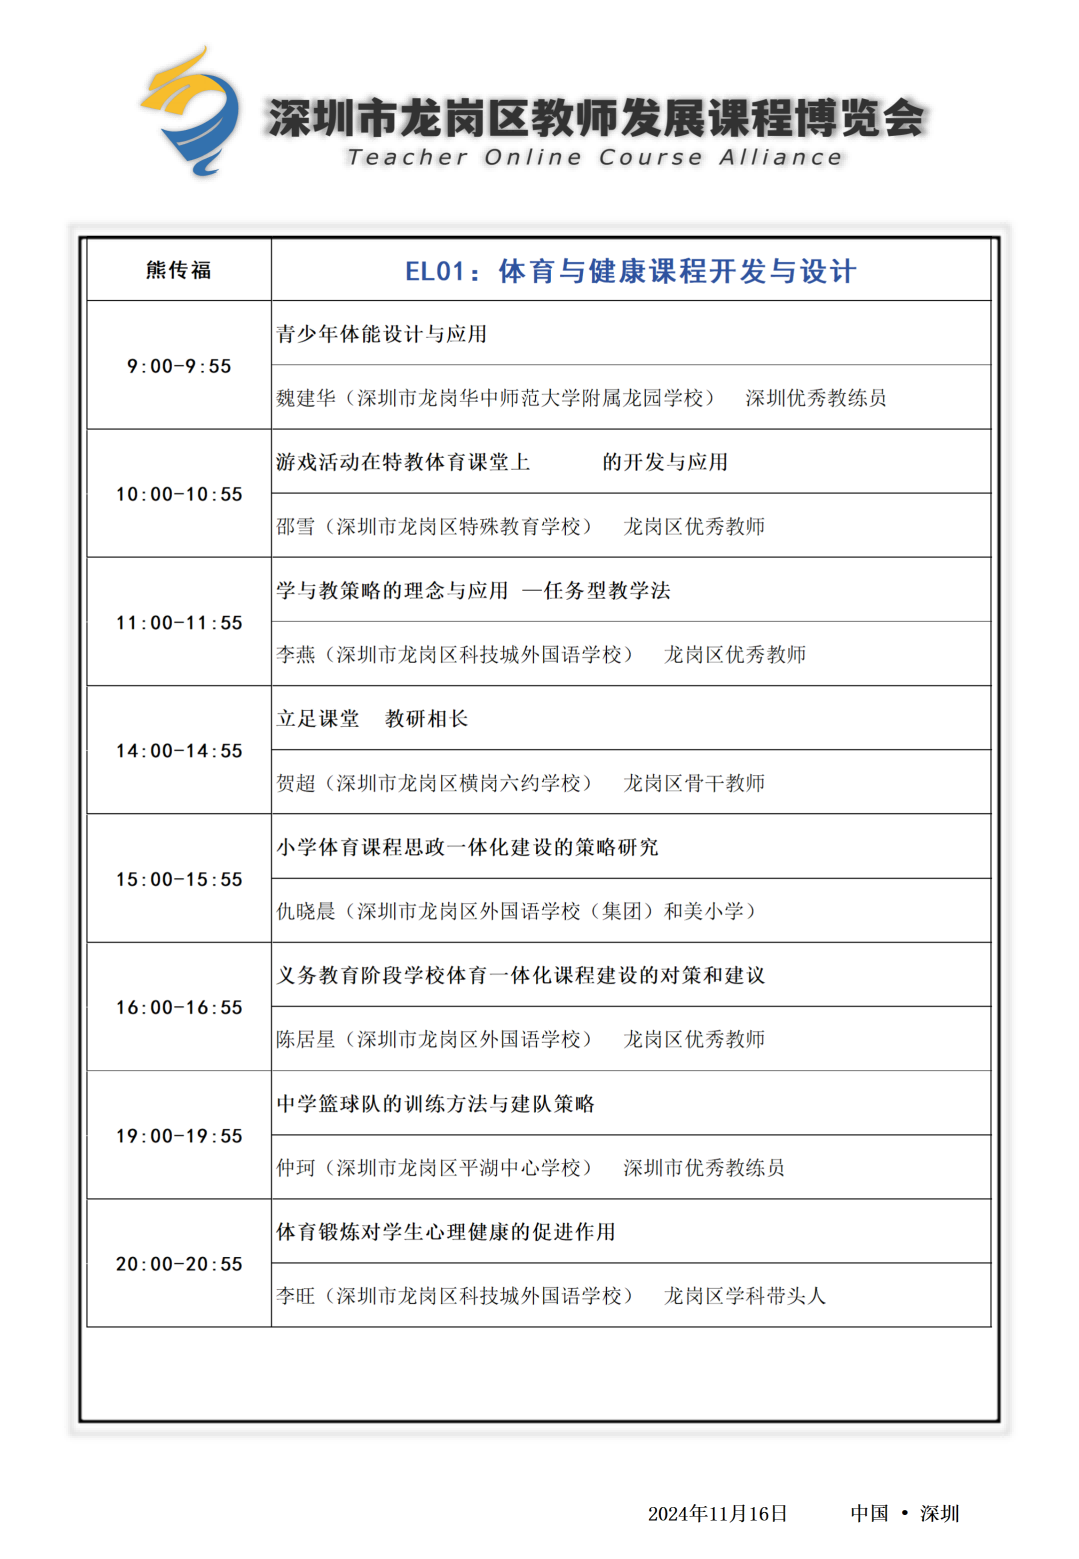 深圳市龙岗区教师发展课程博览会
Teacher Online Course Alliance
熊传福
EL01：体育与健康课程开发与设计
9:00-9:55
青少年体能设计与应用
魏建华（深圳市龙岗华中师范大学附属龙园学校） 深圳优秀教练员
10:00-10:55
游戏活动在特教体育课堂上 的开发与应用
邵雪（深圳市龙岗区特殊教育学校） 龙岗区优秀教师
11:00-11:55
学与教策略的理念与应用 —任务型教学法
李燕（深圳市龙岗区科技城外国语学校） 龙岗区优秀教师
14:00-14:55
立足课堂 教研相长
贺超（深圳市龙岗区横岗六约学校） 龙岗区骨干教师
15:00-15:55
小学体育课程思政一体化建设的策略研究
仇晓晨（深圳市龙岗区外国语学校（集团）和美小学）
16:00-16:55
义务教育阶段学校体育一体化课程建设的对策和建议
陈居星（深圳市龙岗区外国语学校） 龙岗区优秀教师
19:00-19:55
中学篮球队的训练方法与建队策略
仲珂（深圳市龙岗区平湖中心学校） 深圳市优秀教练员
20:00-20:55
体育锻炼对学生心理健康的促进作用
李旺（深圳市龙岗区科技城外国语学校） 龙岗区学科带头人
2024年11月16日 中国 • 深圳